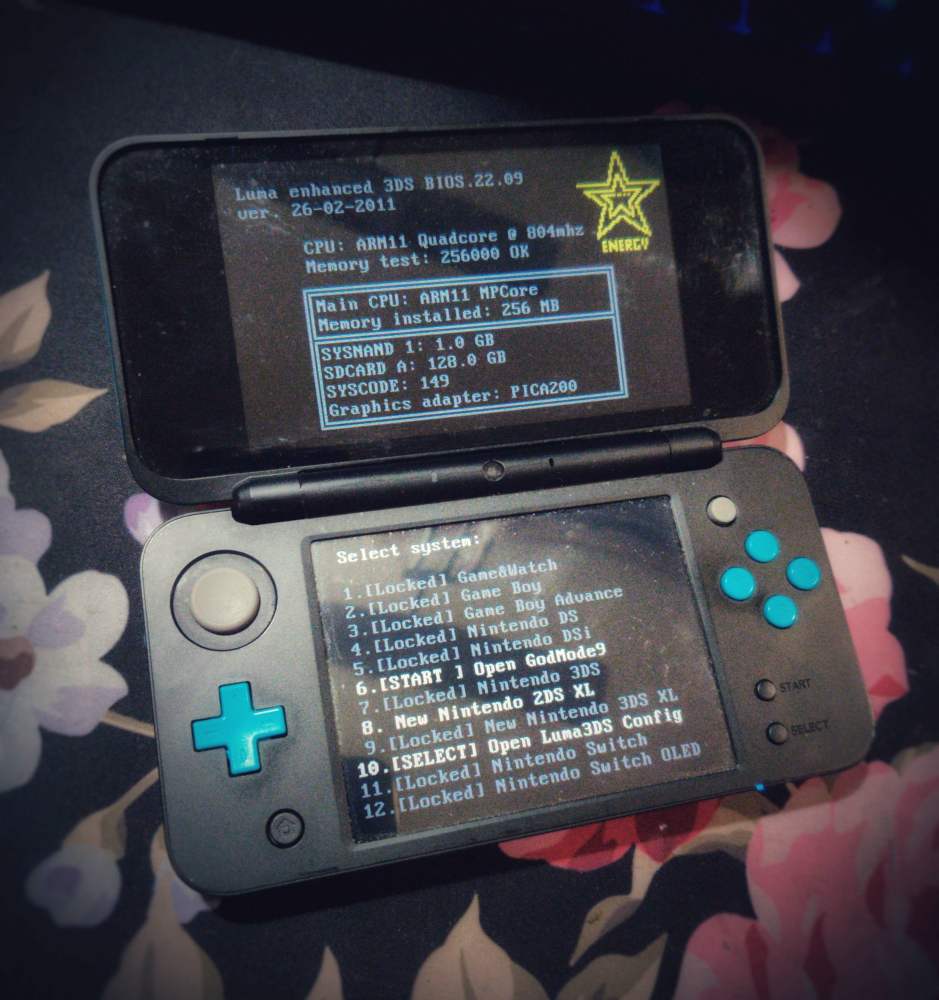 Luma enhanced 3DS BIOS.22.09
ver. 26-02-2011
ENERGY
CPU: ARM11 Quadcore @ 804mhz
Memory test: 256000 OK
Main CPU: ARM11 MPCore
Memory installed: 256 MB
SYSNAND 1: 1.0 GB
SDCARD A: 128.0 GB
SYSCODE: 149
Graphics adapter: PICA200
Select system:
1.[Locked] Game&Watch
2.[Locked] Game Boy
3.[Locked] Game Boy Advance
4.[Locked] Nintendo DS
5.[Locked] Nintendo DSi
6.[START ] Open GodMode9
7.[Locked] Nintendo 3DS
8. New Nintendo 2DS XL
9.[Locked] New Nintendo 3DS XL
10.[SELECT] Open Luma3DS Config
11.[Locked] Nintendo Switch
12.[Locked] Nintendo Switch OLED
START
SELECT